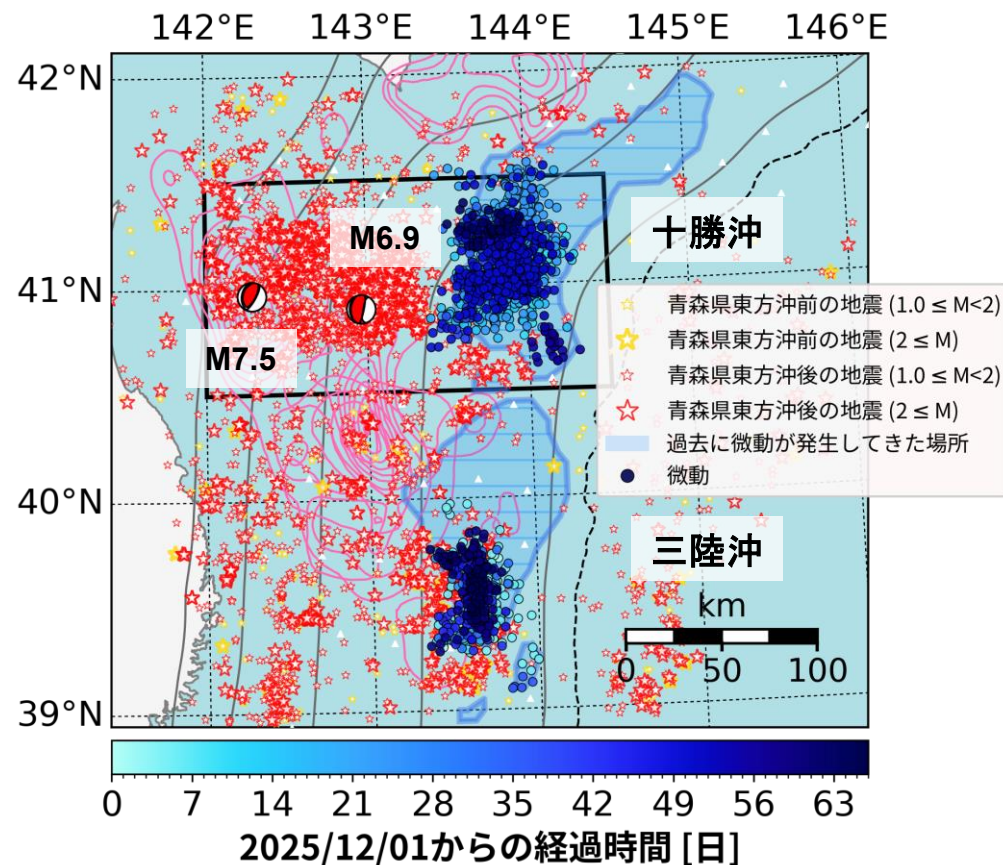 142°E 143°E 144°E 145°E 146°E
42°N
M6.9
十勝沖
41°N
青森県東方沖前の地震 (1.0 ≤ M<2)
青森県東方沖前の地震 (2 ≤ M)
M7.5
青森県東方沖後の地震 (1.0 ≤ M<2)
青森県東方沖後の地震 (2 ≤ M)
過去に微動が発生してきた場所
微動
40°N
三陸沖
km
0 50 100
39°N
0 7 14 21 28 35 42 49 56 63
2025/12/01からの経過時間 [日]